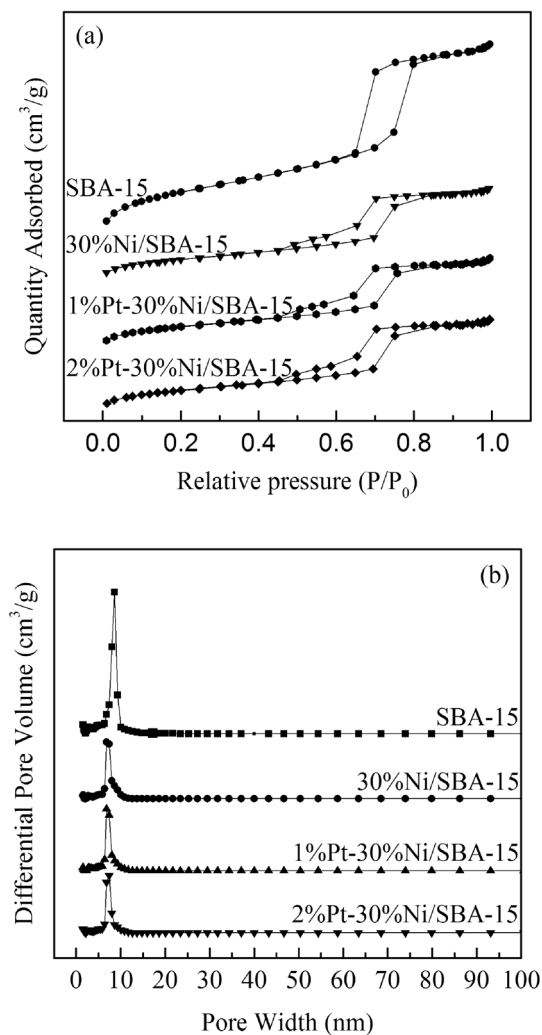 (a)
Quantity Adsorbed (cm³/g)
SBA-15
30%Ni/SBA-15
1%Pt-30%Ni/SBA-15
2%Pt-30%Ni/SBA-15
0.0 0.2 0.4 0.6 0.8 1.0
Relative pressure (P/P₀)
(b)
Differential Pore Volume (cm³/g)
SBA-15
30%Ni/SBA-15
1%Pt-30%Ni/SBA-15
2%Pt-30%Ni/SBA-15
0 10 20 30 40 50 60 70 80 90 100
Pore Width (nm)